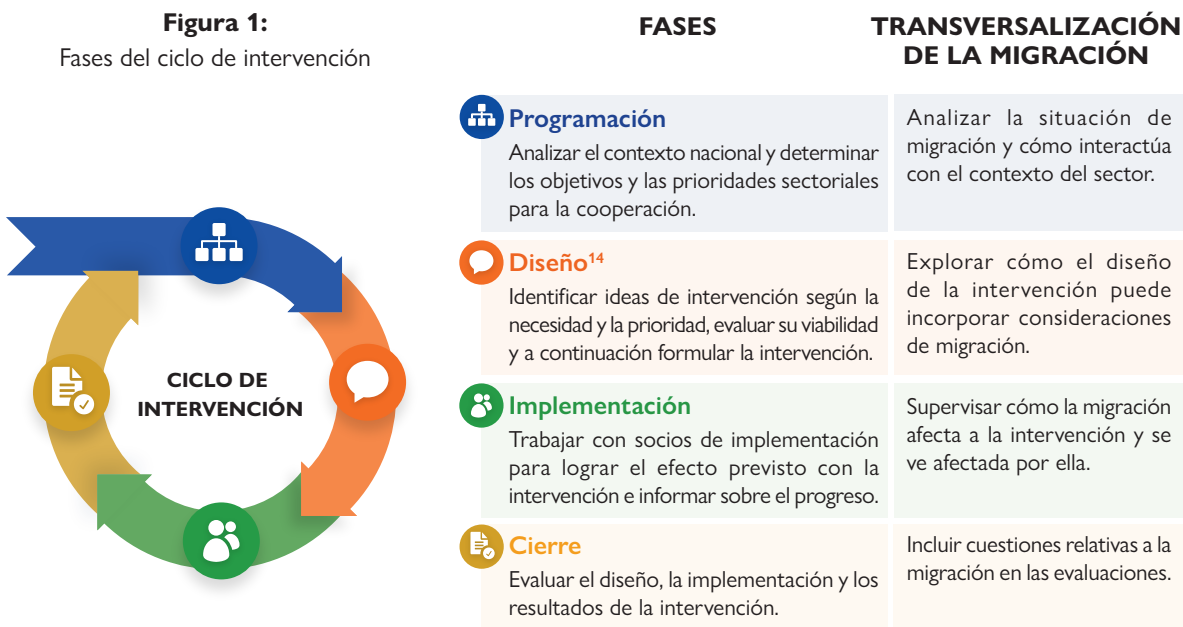 Figura 1:
Fases del ciclo de intervención
CICLO DE
INTERVENCIÓN
FASES
TRANSVERSALIZACIÓN
DE LA MIGRACIÓN
Programación
Analizar el contexto nacional y determinar
los objetivos y las prioridades sectoriales
para la cooperación.
Analizar la situación de
migración y cómo interactúa
con el contexto del sector.
Diseño¹⁴
Identificar ideas de intervención según la
necesidad y la prioridad, evaluar su viabilidad
y a continuación formular la intervención.
Explorar cómo el diseño
de la intervención puede
incorporar consideraciones
de migración.
Implementación
Trabajar con socios de implementación
para lograr el efecto previsto con la
intervención e informar sobre el progreso.
Supervisar cómo la migración
afecta a la intervención y se
ve afectada por ella.
Cierre
Evaluar el diseño, la implementación y los
resultados de la intervención.
Incluir cuestiones relativas a la
migración en las evaluaciones.